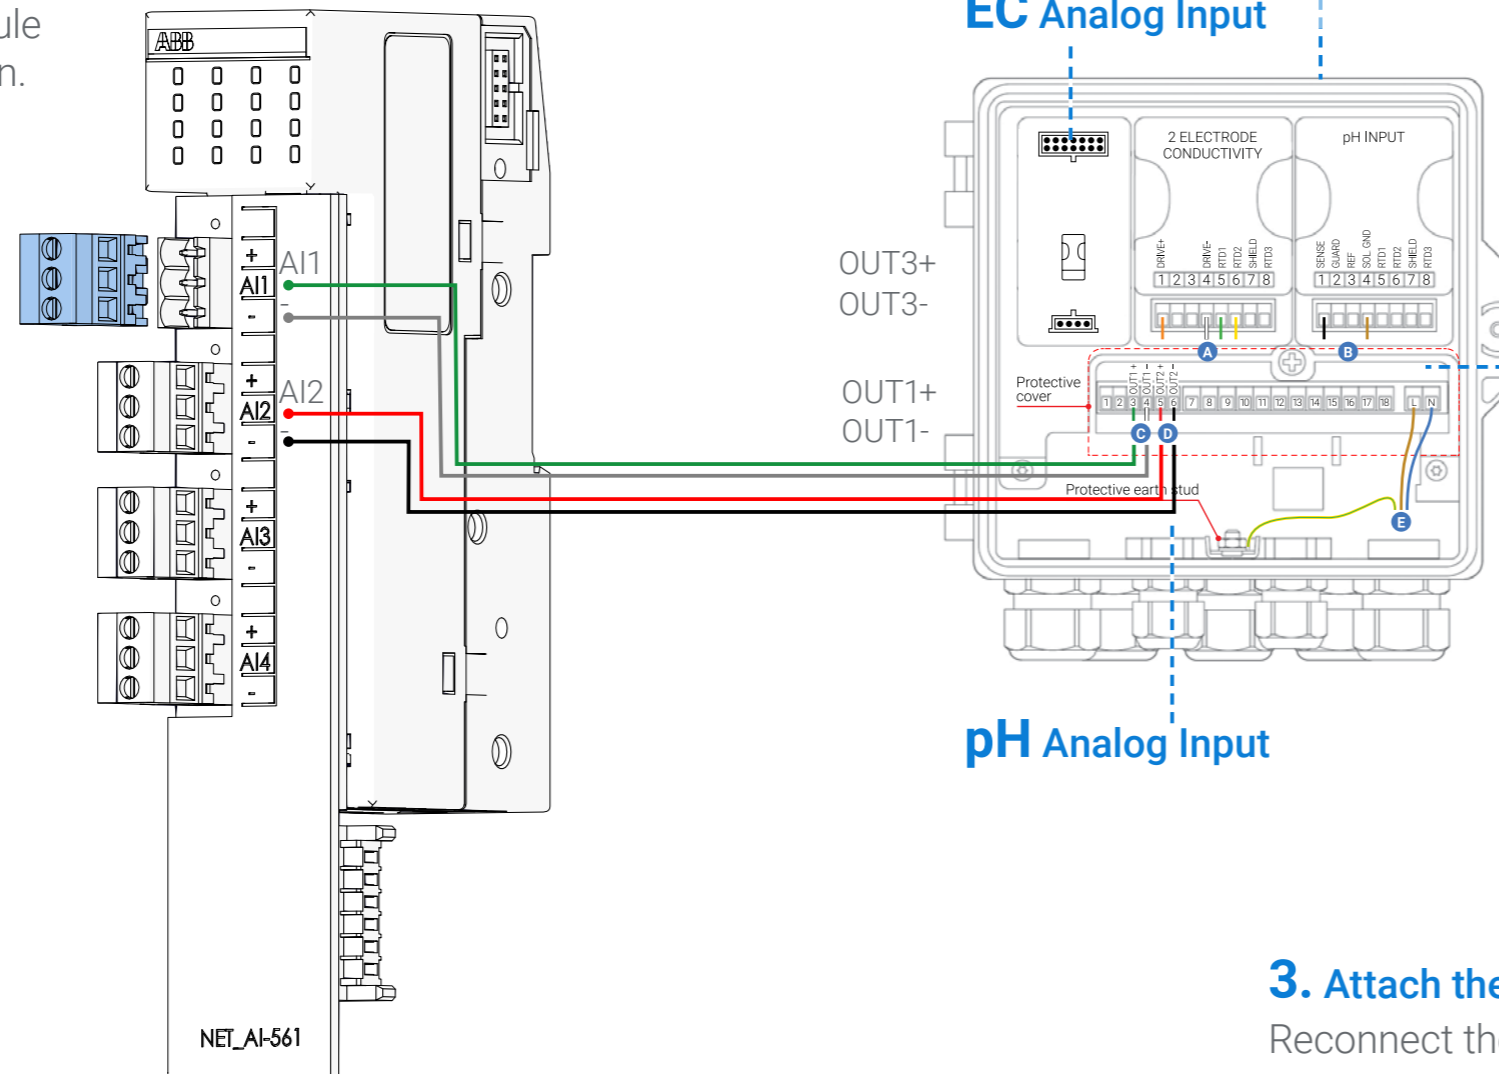 ule
n.
ABB
+
AI1
-
+
AI2
-
+
AI3
-
+
AI4
-
AI1
-
AI2
-
NET_AI-561
EC Analog Input
OUT3+
OUT3-
OUT1+
OUT1-
2 ELECTRODE
CONDUCTIVITY
DRIVE+
DRIVE-
RTD1
RTD2
SHIELD
RTD3
1 2 3 4 5 6 7 8
A
pH INPUT
SENSE
GUARD
REF
SOL GND
RTD1
RTD2
SHIELD
RTD3
1 2 3 4 5 6 7 8
B
Protective
cover
OUT1 +
OUT1 -
OUT2 +
OUT2 -
1 2 3 4 5 6 7 8 9 10 11 12 13 14 15 16 17 18 L N
C D
Protective earth stud
E
pH Analog Input
3. Attach the
Reconnect the